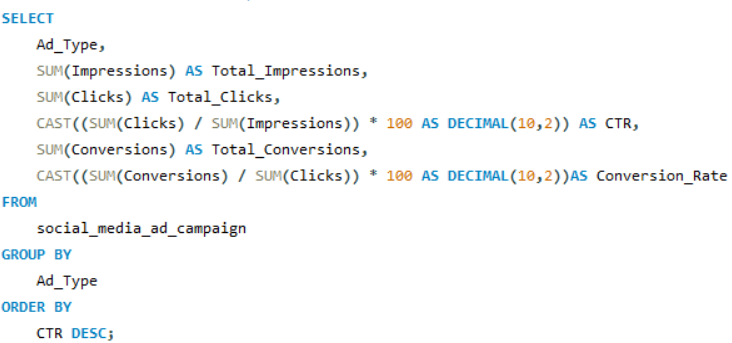 SELECT
Ad_Type,
SUM(Impressions) AS Total_Impressions,
SUM(Clicks) AS Total_Clicks,
CAST((SUM(Clicks) / SUM(Impressions)) * 100 AS DECIMAL(10,2)) AS CTR,
SUM(Conversions) AS Total_Conversions,
CAST((SUM(Conversions) / SUM(Clicks)) * 100 AS DECIMAL(10,2))AS Conversion_Rate
FROM
social_media_ad_campaign
GROUP BY
Ad_Type
ORDER BY
CTR DESC;